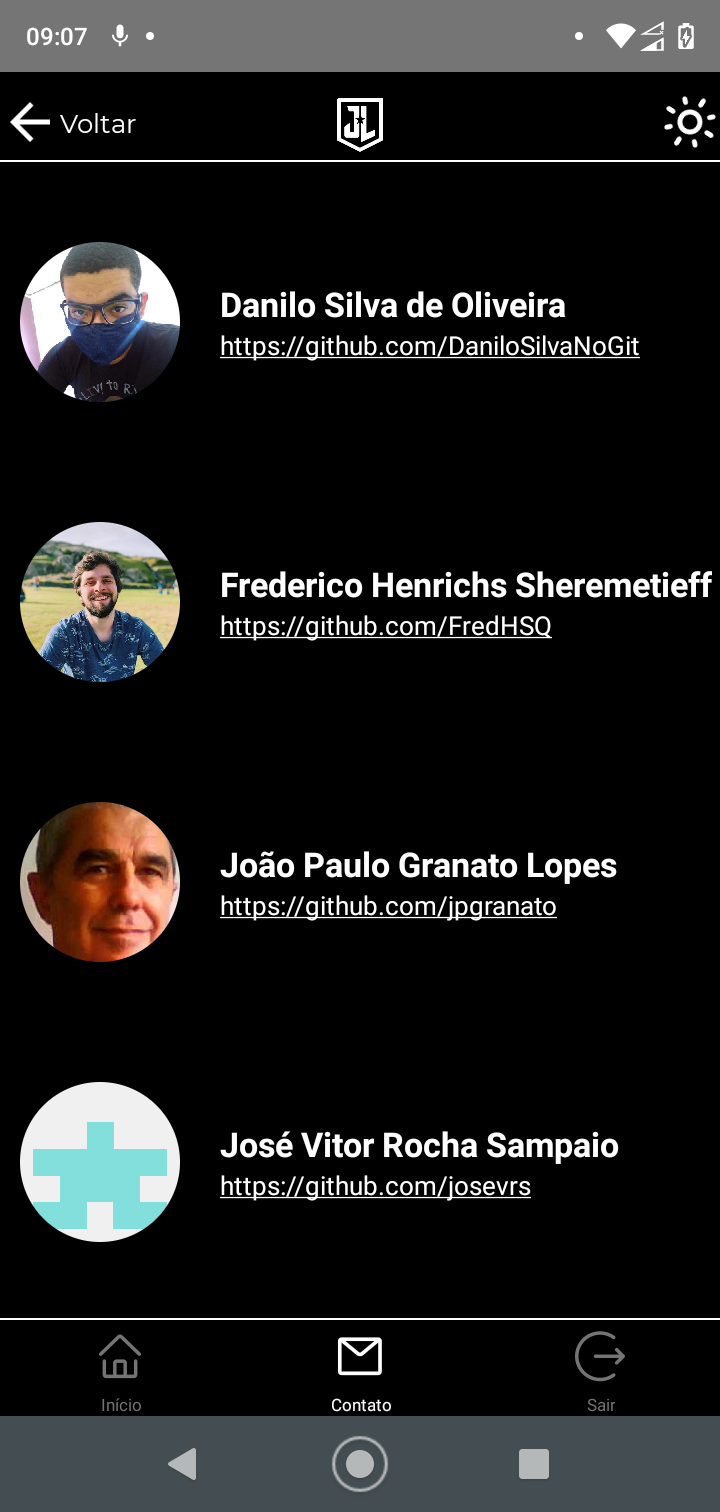 09:07
Voltar
JL
Danilo Silva de Oliveira
https://github.com/DaniloSilvaNoGit
Frederico Henrichs Sheremetieff
https://github.com/FredHSQ
João Paulo Granato Lopes
https://github.com/jpgranato
José Vitor Rocha Sampaio
https://github.com/josevrs
Início
Contato
Sair